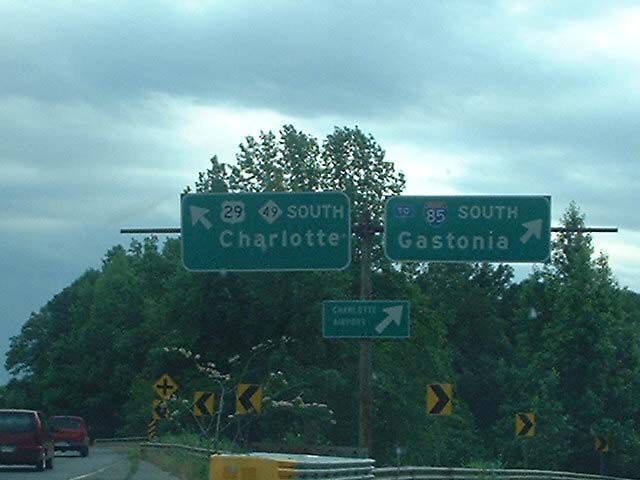 29 49 SOUTH
Charlotte
TO 85 SOUTH
Gastonia
CHARLOTTE
AIRPORT